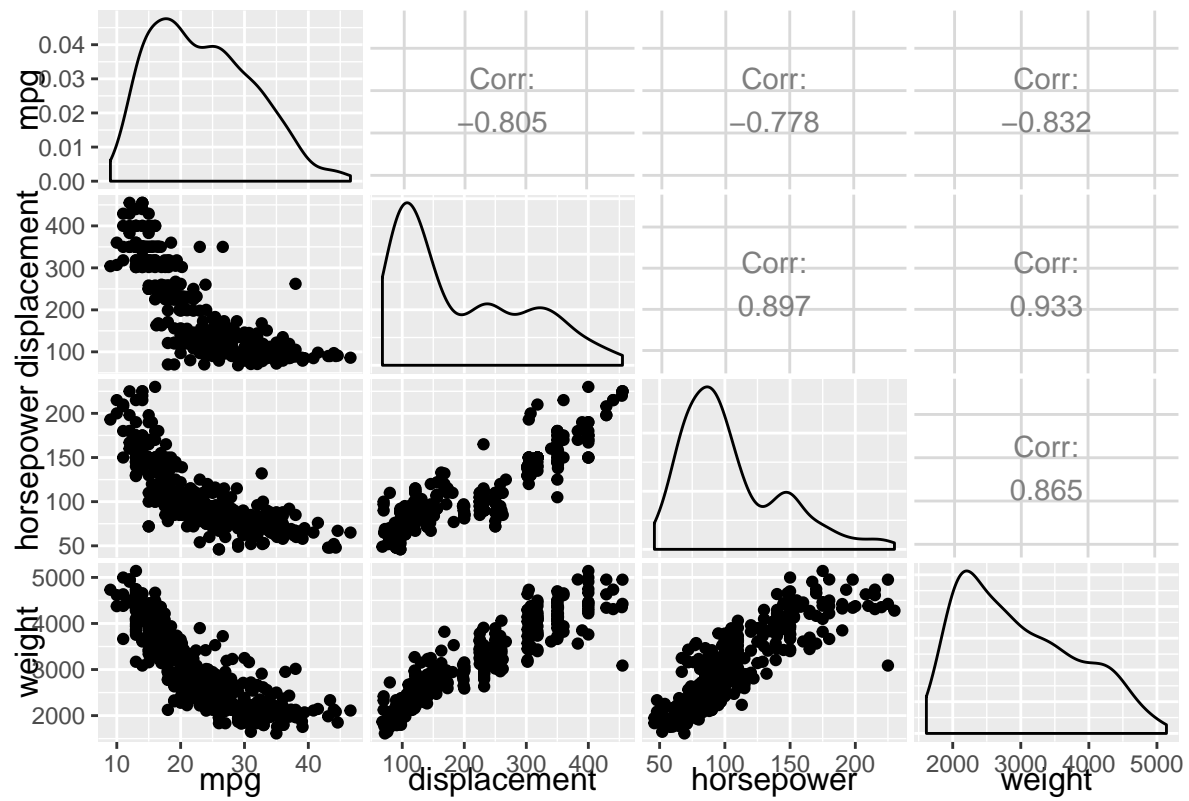 0.04
0.03
0.02
0.01
0.00
mpg
Corr:
−0.805
Corr:
−0.778
Corr:
−0.832
400
300
200
100
displacement
Corr:
0.897
Corr:
0.933
200
150
100
50
horsepower
Corr:
0.865
5000
4000
3000
2000
weight
10 20 30 40
100 200 300 400
50 100 150 200
2000 3000 4000 5000
mpg
displacement
horsepower
weight